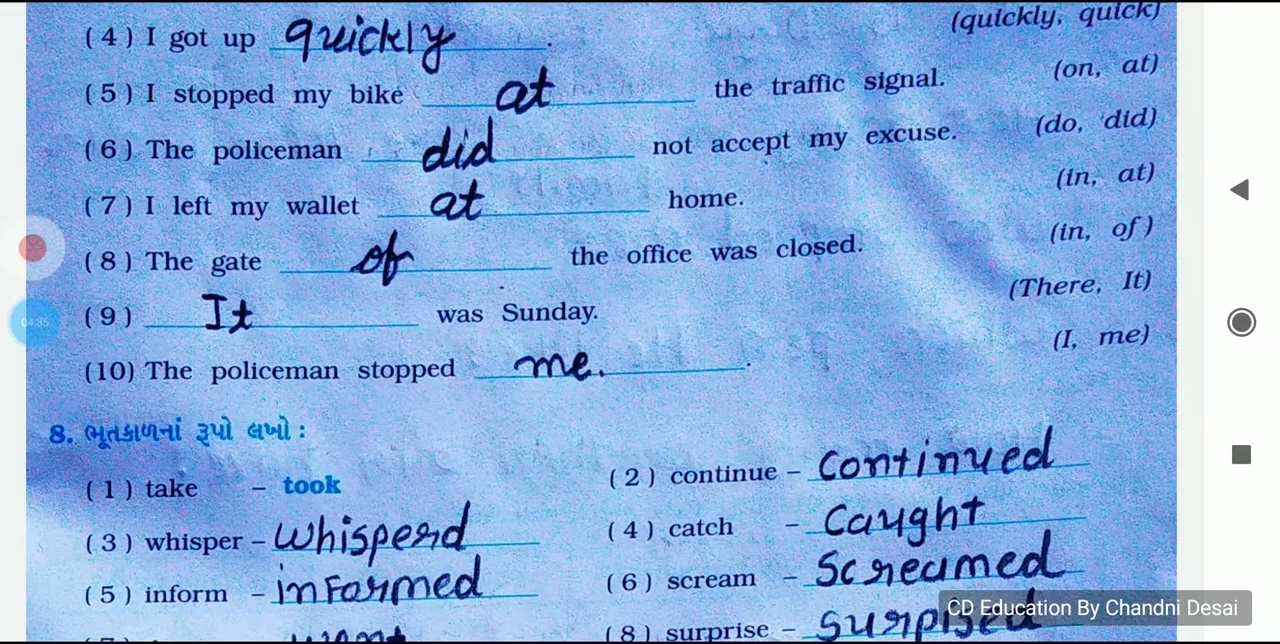 (4) I got up quickly. (quickly, quick)
(5) I stopped my bike at the traffic signal. (on, at)
(6) The policeman did not accept my excuse. (do, did)
(7) I left my wallet at home. (in, at)
(8) The gate of the office was closed. (in, of)
(9) It was Sunday. (There, It)
(10) The policeman stopped me. . (I, me)
8. ભૂતકાળનાં રૂપો લખો :
(1) take – took (2) continue – Continued
(3) whisper – whisperd (4) catch – Caught
(5) inform – informed (6) scream – Screamed
(8) surprise – Surpised
04:35
CD Education By Chandni Desai